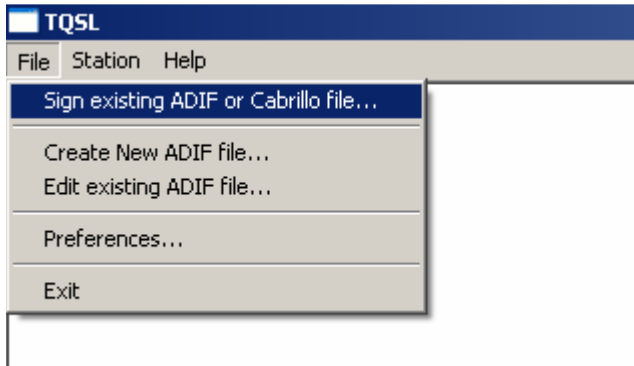 TQSL
File Station Help
Sign existing ADIF or Cabrillo file...
Create New ADIF file...
Edit existing ADIF file...
Preferences...
Exit